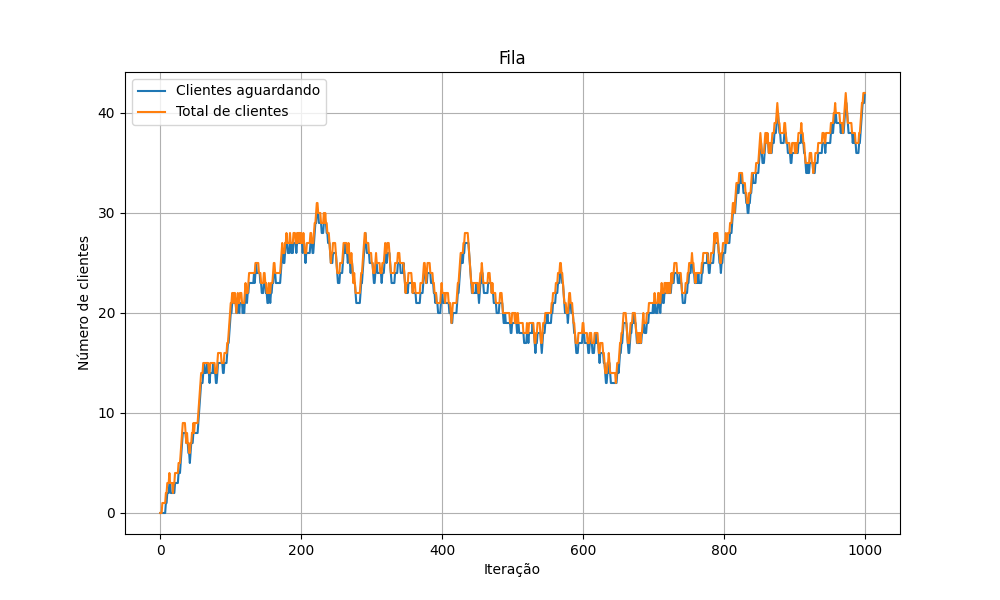 Fila
Clientes aguardando
Total de clientes
Número de clientes
40
30
20
10
0
0 200 400 600 800 1000
Iteração